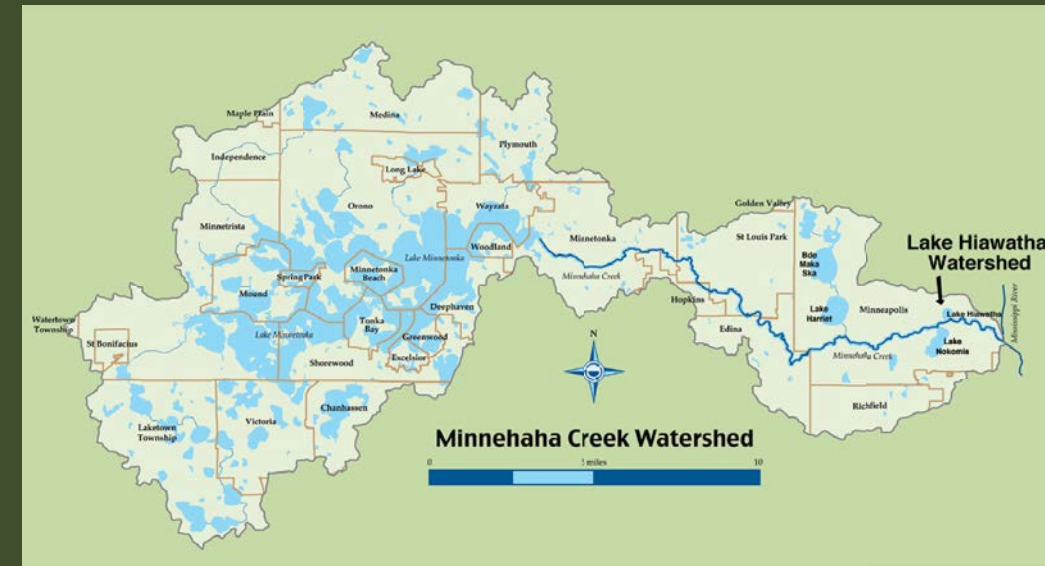 Maple Plain
Medina
Independence
Plymouth
Long Lake
Orono
Wayzata
Minnetrista
Woodland
Lake Minnetonka
Minnetonka
Minnehaha Creek
Spring Park
Minnetonka
Beach
Mound
Deephaven
Tonka
Bay
Greenwood
Excelsior
Lake Minnetonka
Shorewood
Watertown
Township
St Bonifacius
Laketown
Township
Victoria
Chanhassen
Hopkins
Edina
Golden Valley
St Louis Park
Bde
Maka
Ska
Lake
Harriet
Minneapolis
Lake Hiawatha
Watershed
Lake Hiawatha
Mississippi River
Lake
Nokomis
Minnehaha Creek
Richfield
N
Minnehaha Creek Watershed
0
5 miles
10